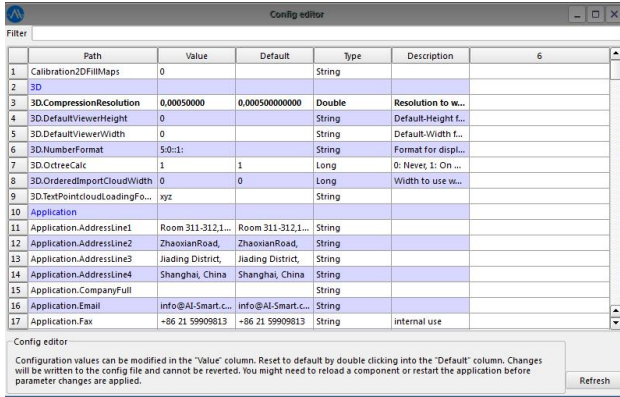 Config editor
Filter
Path Value Default Type Description 6
1 Calibration2DFillMaps 0 String
2 3D
3 3D.CompressionResolution 0,00050000 0,000500000000 Double Resolution to w...
4 3D.DefaultViewerHeight 0 String Default-Height f...
5 3D.DefaultViewerWidth 0 String Default-Width f...
6 3D.NumberFormat 5:0::1: String Format for displ...
7 3D.OctreeCalc 1 1 Long 0: Never, 1: On ...
8 3D.OrderedImportCloudWidth 0 0 Long Width to use w...
9 3D.TextPointcloudLoadingFo... xyz String
10 Application
11 Application.AddressLine1 Room 311-312,1... Room 311-312,1... String
12 Application.AddressLine2 ZhaoxianRoad, ZhaoxianRoad, String
13 Application.AddressLine3 Jiading District, Jiading District, String
14 Application.AddressLine4 Shanghai, China Shanghai, China String
15 Application.CompanyFull String
16 Application.Email info@AI-Smart.c... info@AI-Smart.c... String
17 Application.Fax +86 21 59909813 +86 21 59909813 String internal use
Config editor
Configuration values can be modified in the "Value" column. Reset to default by double clicking into the "Default" column. Changes
will be written to the config file and cannot be reverted. You might need to reload a component or restart the application before
parameter changes are applied.
Refresh